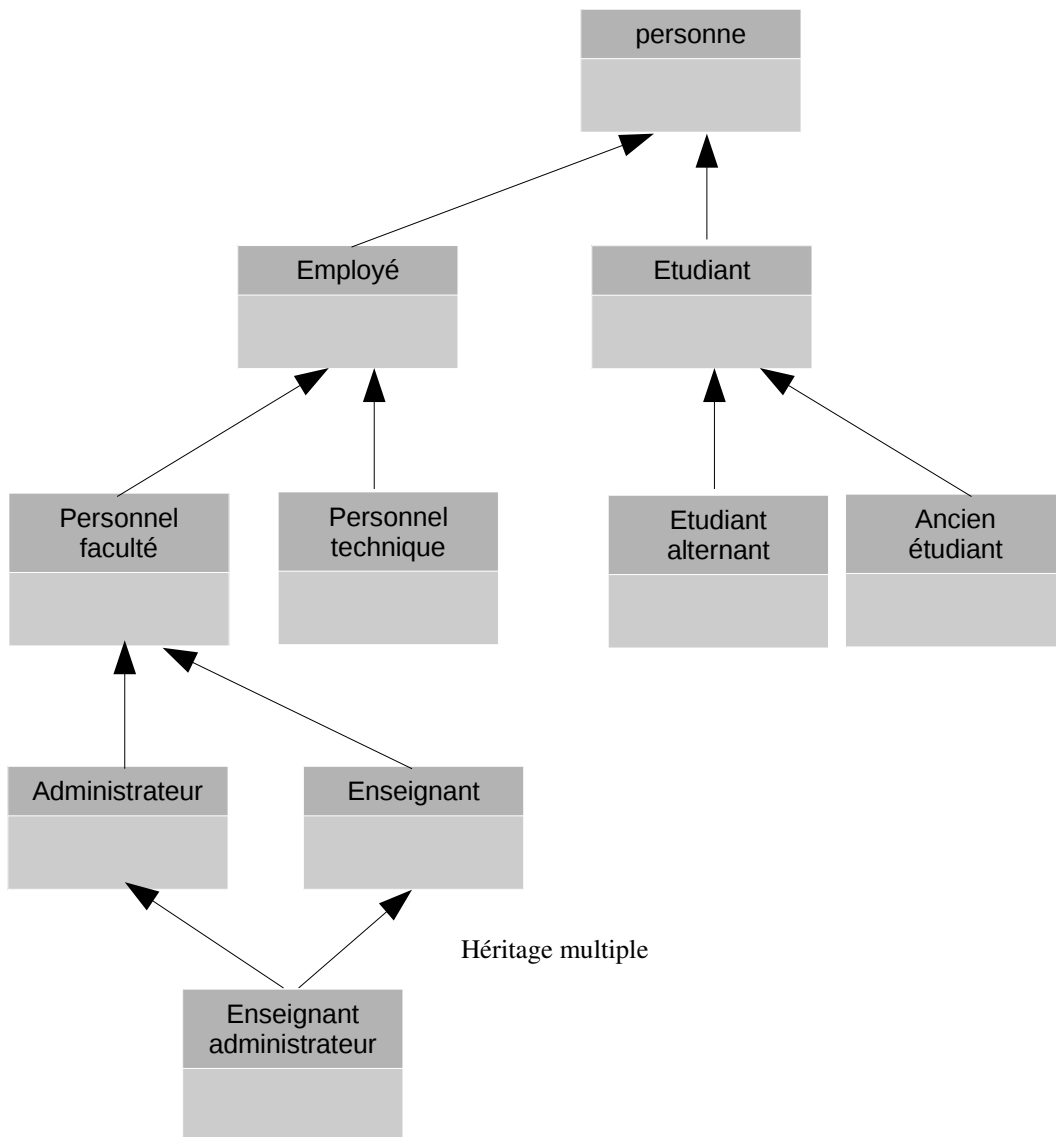 personne
Employé
Etudiant
Personnel
faculté
Personnel
technique
Etudiant
alternant
Ancien
étudiant
Administrateur
Enseignant
Héritage multiple
Enseignant
administrateur